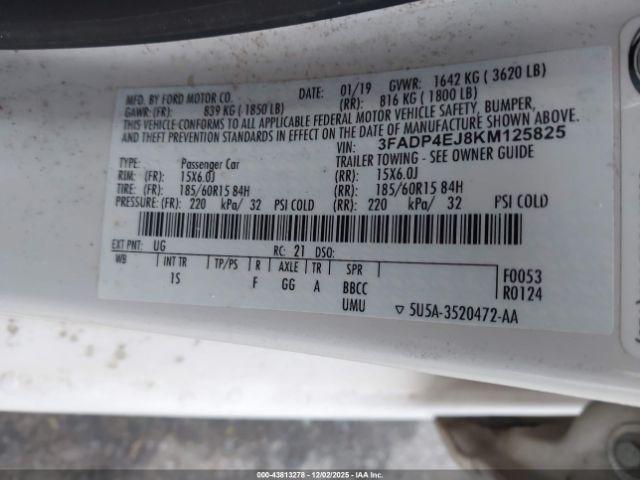 MFD. BY FORD MOTOR CO. DATE: 01/19 GVWR: 1642 KG ( 3620 LB)
GAWR: (FR): 839 KG ( 1850 LB) (RR): 816 KG ( 1800 LB)
THIS VEHICLE CONFORMS TO ALL APPLICABLE FEDERAL MOTOR VEHICLE SAFETY, BUMPER,
AND THEFT PREVENTION STANDARDS IN EFFECT ON THE DATE OF MANUFACTURE SHOWN ABOVE.
VIN: 3FADP4EJ8KM125825
TYPE: Passenger Car TRAILER TOWING - SEE OWNER GUIDE
RIM: (FR): 15X6.0J (RR): 15X6.0J
TIRE: (FR): 185/60R15 84H (RR): 185/60R15 84H
PRESSURE: (FR): 220 kPa/ 32 PSI COLD (RR): 220 kPa/ 32 PSI COLD
EXT PNT: UG RC: 21 DSO:
WB INT TR TP/PS R AXLE TR SPR F0053
1S F GG A BBCC R0124
UMU ▽ 5U5A-3520472-AA
00-43813278 - 12/02/2025 - IAAI.com